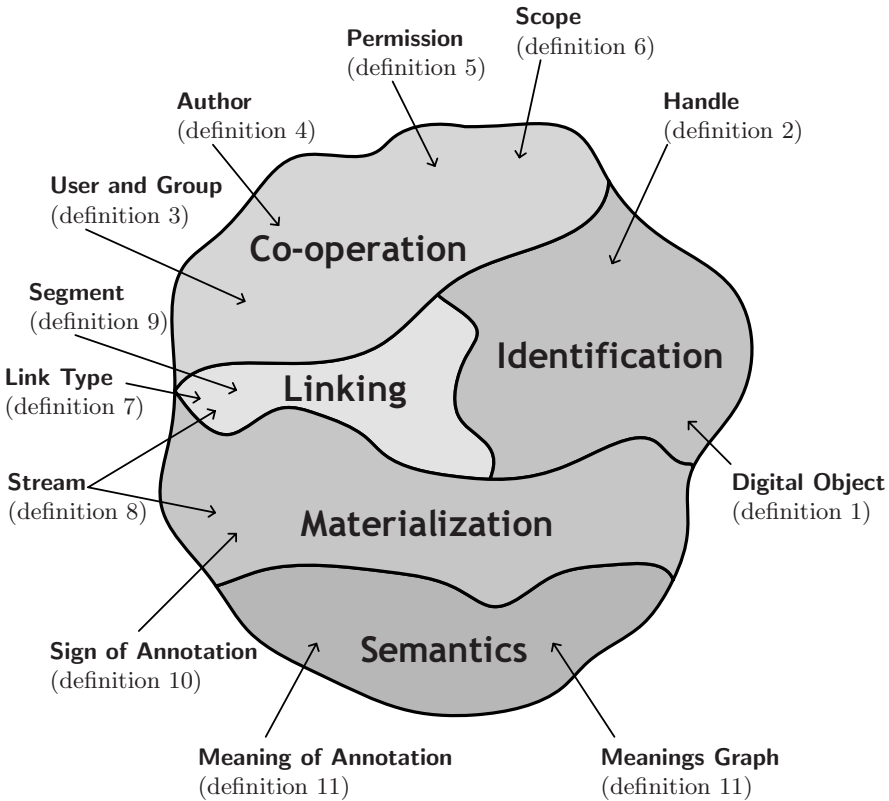 Scope
(definition 6)
Permission
(definition 5)
Author
(definition 4)
Handle
(definition 2)
User and Group
(definition 3)
Co-operation
Segment
(definition 9)
Identification
Link Type
(definition 7)
Linking
Stream
(definition 8)
Digital Object
(definition 1)
Materialization
Sign of Annotation
(definition 10)
Semantics
Meaning of Annotation
(definition 11)
Meanings Graph
(definition 11)